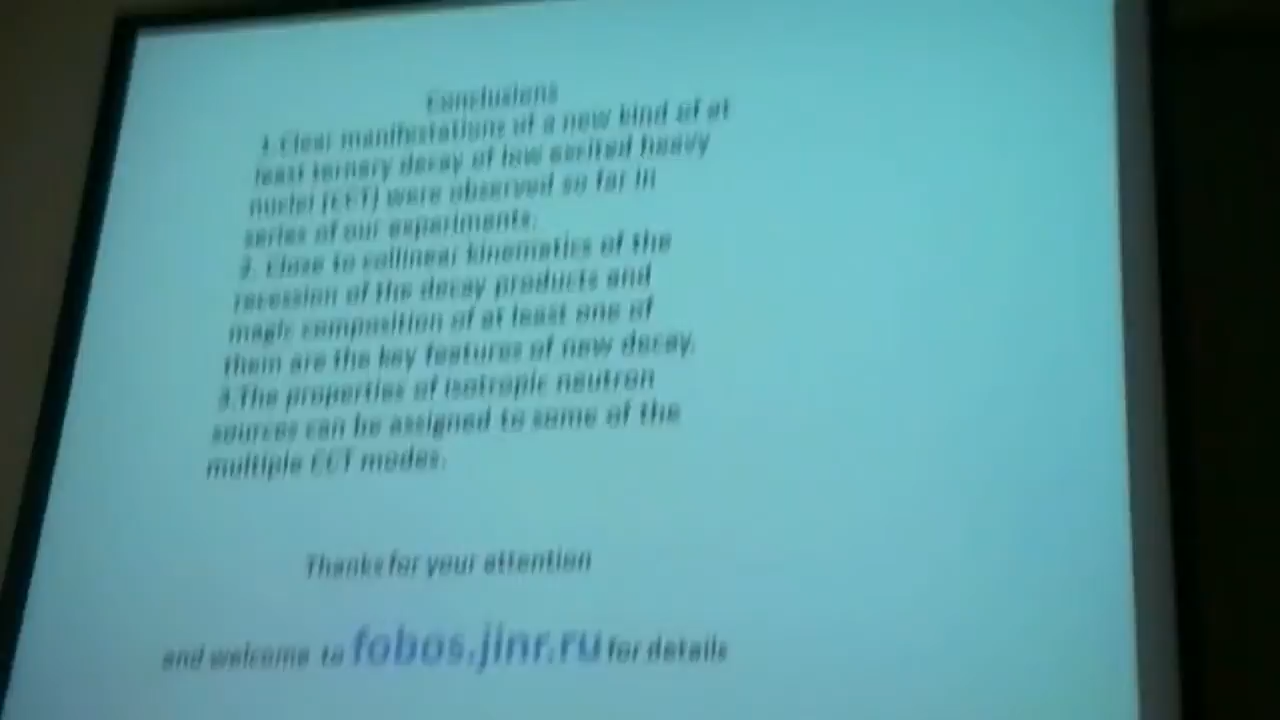 Conclusions
1.Clear manifestations of a new kind of at
least ternary decay of low excited heavy
nuclei (CCT) were observed so far in
series of our experiments.
2. Close to collinear kinematics of the
recession of the decay products and
magic composition of at least one of
them are the key features of new decay.
3.The properties of isotropic neutron
sources can be assigned to some of the
multiple CCT modes.
Thanks for your attention
and welcome to fobos.jinr.ru for details